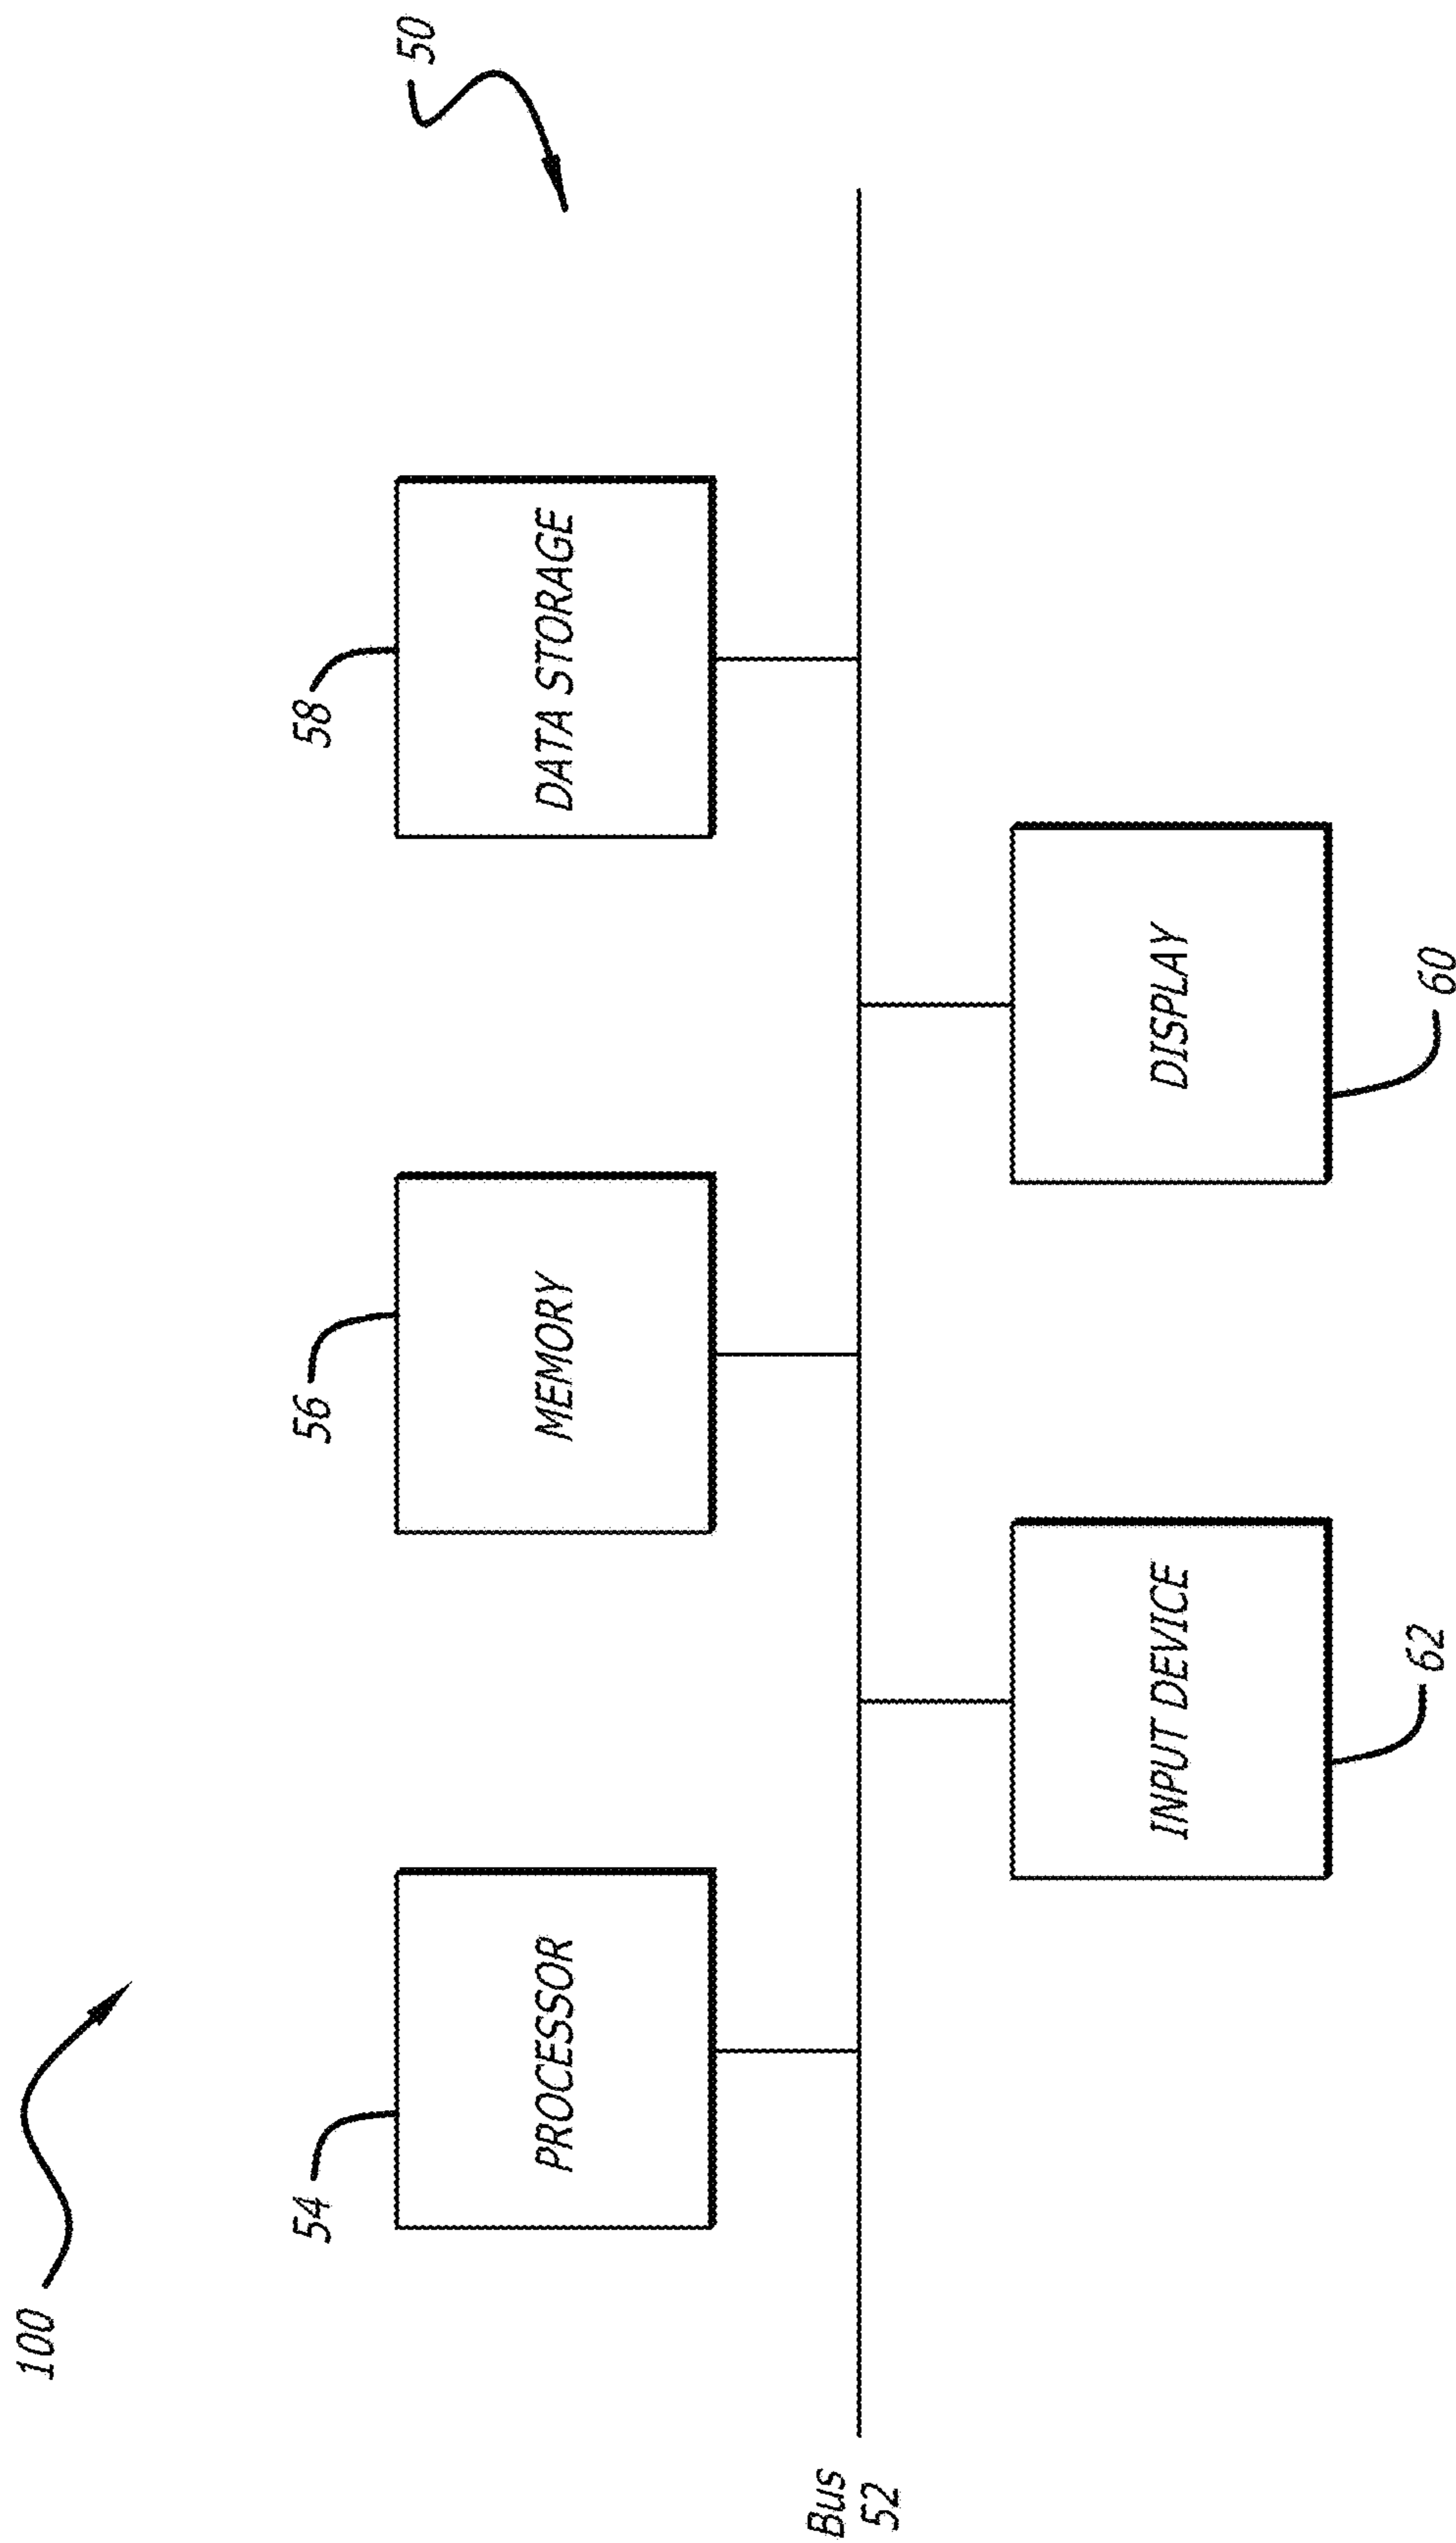 100
50
54
PROCESSOR
56
MEMORY
58
DATA STORAGE
Bus
52
INPUT DEVICE
62
DISPLAY
60